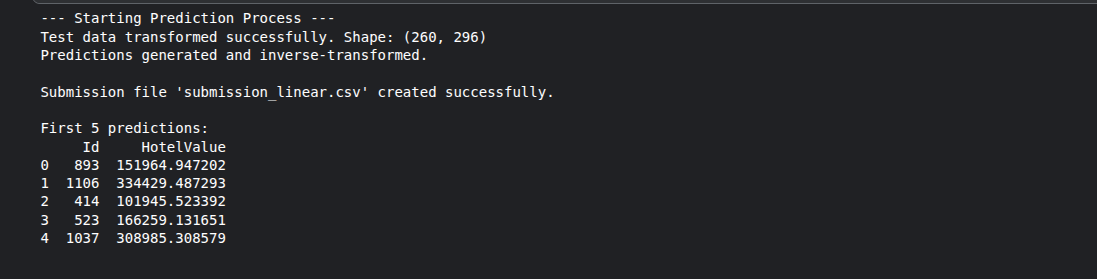 --- Starting Prediction Process ---
Test data transformed successfully. Shape: (260, 296)
Predictions generated and inverse-transformed.
Submission file 'submission_linear.csv' created successfully.
First 5 predictions:
     Id     HotelValue
0   893  151964.947202
1  1106  334429.487293
2   414  101945.523392
3   523  166259.131651
4  1037  308985.308579